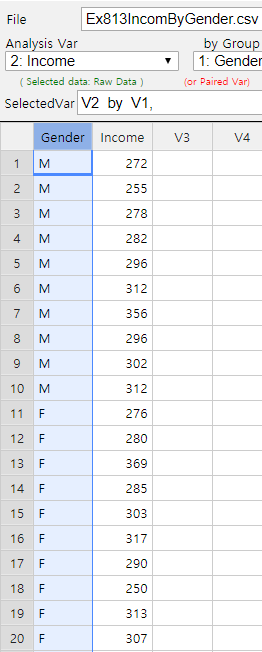 File Ex813IncomByGender.csv
Analysis Var by Group
2: Income 1: Gender
( Selected data: Raw Data ) (or Paired Var)
SelectedVar V2 by V1,
Gender Income V3 V4
1 M 272
2 M 255
3 M 278
4 M 282
5 M 296
6 M 312
7 M 356
8 M 296
9 M 302
10 M 312
11 F 276
12 F 280
13 F 369
14 F 285
15 F 303
16 F 317
17 F 290
18 F 250
19 F 313
20 F 307